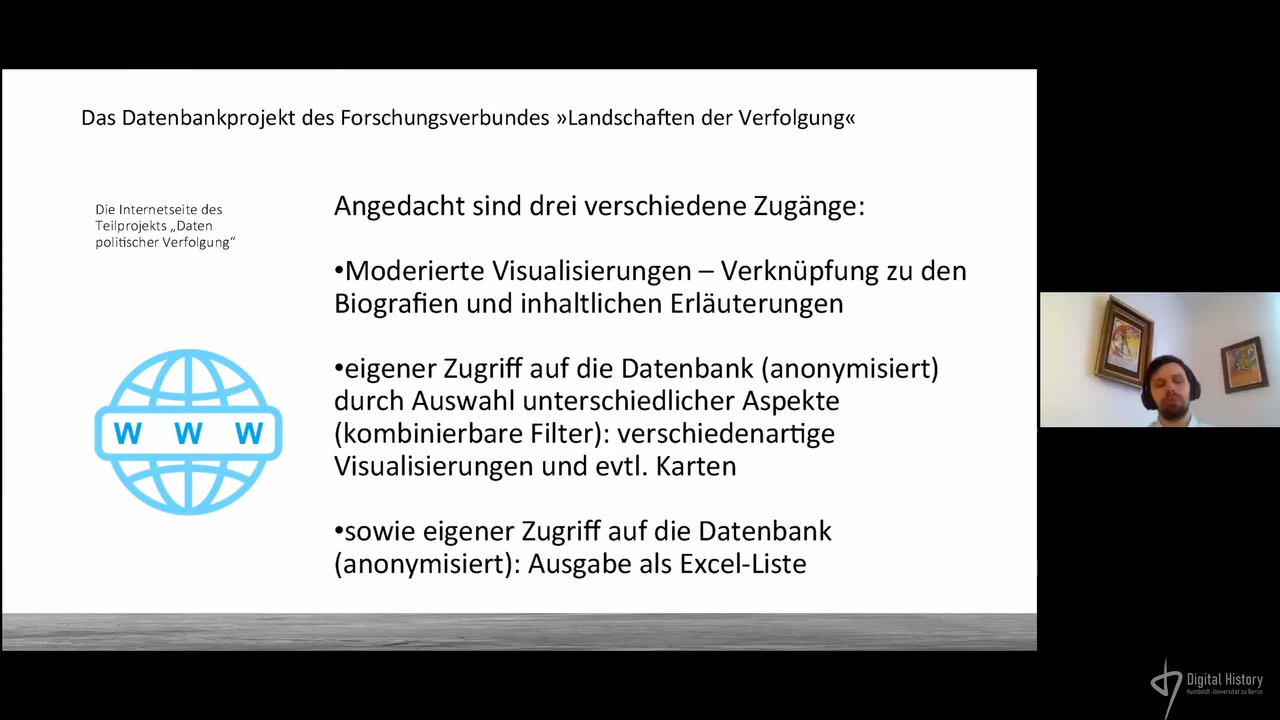 Das Datenbankprojekt des Forschungsverbundes »Landschaften der Verfolgung«
Die Internetseite des
Teilprojekts „Daten
politischer Verfolgung“
W W W
Angedacht sind drei verschiedene Zugänge:
•Moderierte Visualisierungen – Verknüpfung zu den
Biografien und inhaltlichen Erläuterungen
•eigener Zugriff auf die Datenbank (anonymisiert)
durch Auswahl unterschiedlicher Aspekte
(kombinierbare Filter): verschiedenartige
Visualisierungen und evtl. Karten
•sowie eigener Zugriff auf die Datenbank
(anonymisiert): Ausgabe als Excel-Liste
Digital History
Humboldt-Universität zu Berlin